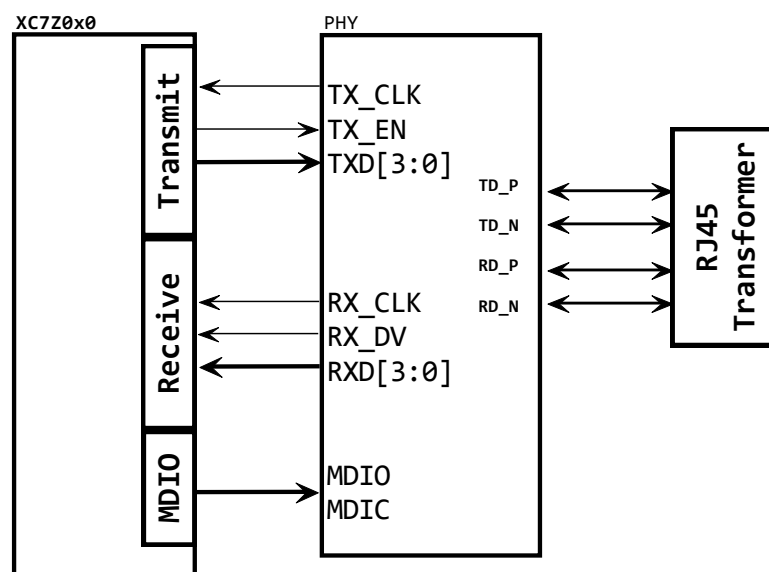 XC7Z0x0
PHY
Transmit
TX_CLK
TX_EN
TXD[3:0]
TD_P
TD_N
RD_P
RD_N
RJ45
Transformer
Receive
RX_CLK
RX_DV
RXD[3:0]
MDIO
MDIO
MDIC